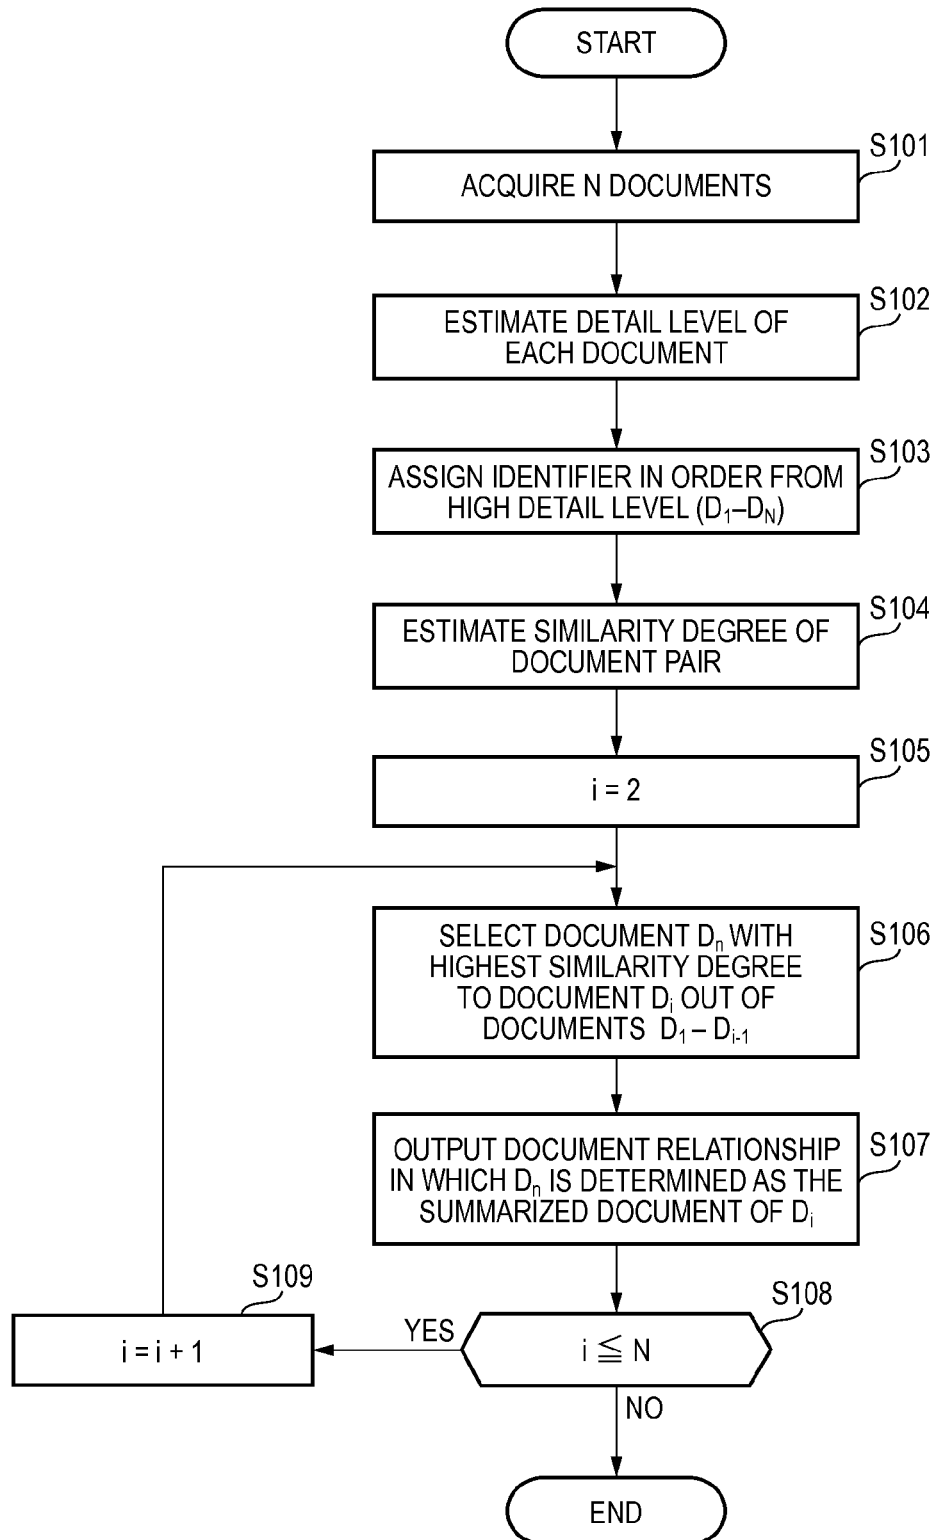 START
S101
ACQUIRE N DOCUMENTS
S102
ESTIMATE DETAIL LEVEL OF
EACH DOCUMENT
S103
ASSIGN IDENTIFIER IN ORDER FROM
HIGH DETAIL LEVEL (D₁–D_N)
S104
ESTIMATE SIMILARITY DEGREE OF
DOCUMENT PAIR
S105
i = 2
S106
SELECT DOCUMENT Dₙ WITH
HIGHEST SIMILARITY DEGREE
TO DOCUMENT Dᵢ OUT OF
DOCUMENTS D₁ – Dᵢ₋₁
S107
OUTPUT DOCUMENT RELATIONSHIP
IN WHICH Dₙ IS DETERMINED AS THE
SUMMARIZED DOCUMENT OF Dᵢ
S108
i ≦ N
YES
S109
i = i + 1
NO
END